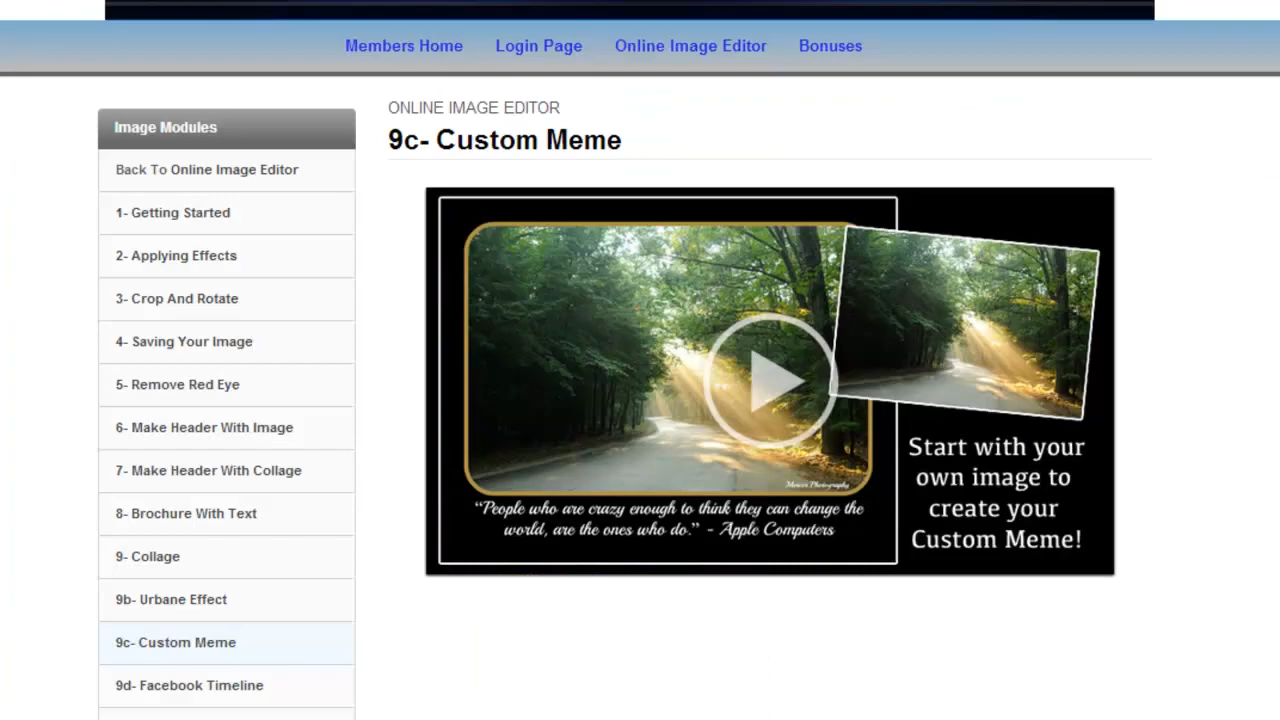 Members Home Login Page Online Image Editor Bonuses
Image Modules
Back To Online Image Editor
1- Getting Started
2- Applying Effects
3- Crop And Rotate
4- Saving Your Image
5- Remove Red Eye
6- Make Header With Image
7- Make Header With Collage
8- Brochure With Text
9- Collage
9b- Urbane Effect
9c- Custom Meme
9d- Facebook Timeline
ONLINE IMAGE EDITOR
9c- Custom Meme
"People who are crazy enough to think they can change the
world, are the ones who do." - Apple Computers
Start with your
own image to
create your
Custom Meme!